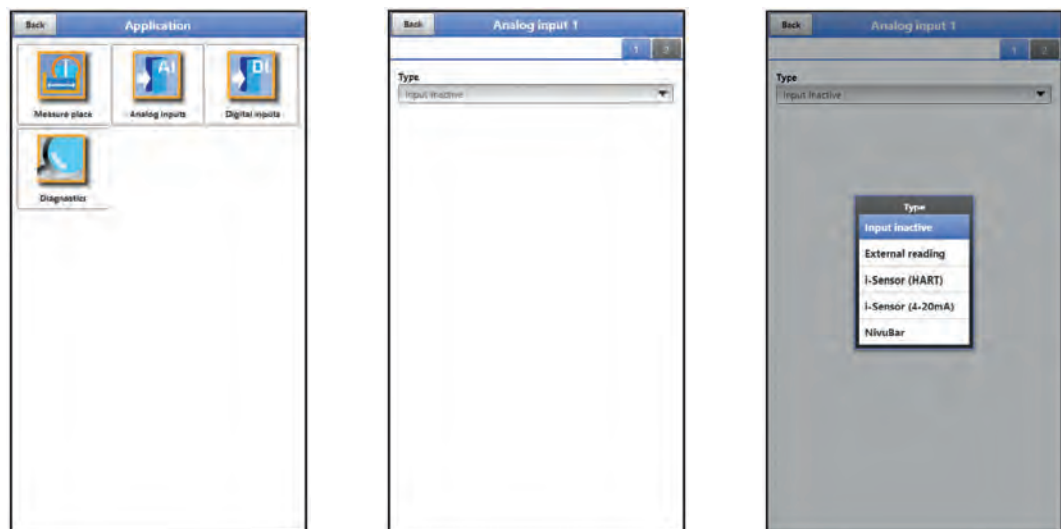 Back Application
AI
DI
Measure place Analog inputs Digital inputs
Diagnostics
Back Analog input 1
1 2
Type
Input inactive
Back Analog input 1
1 2
Type
Input inactive
Type
Input inactive
External reading
i-Sensor (HART)
i-Sensor (4-20mA)
NivuBar